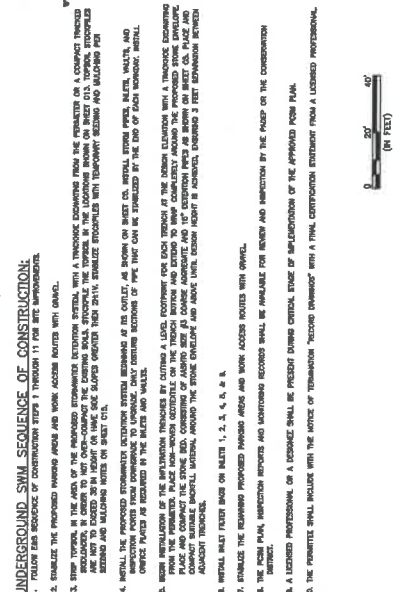 UNDERGROUND SWM SEQUENCE OF CONSTRUCTION:
FOLLOW E&S SEQUENCE OF CONSTRUCTION STEPS 1 THROUGH 11 FOR SITE IMPROVEMENTS.
2. STABILIZE THE PROPOSED PARKING AREAS AND WORK ACCESS ROUTES WITH GRAVEL.
3. STRIP TOPSOIL IN THE AREA OF THE PROPOSED STORMWATER DETENTION SYSTEM, WITH A TRACKHOE EXCAVATING FROM THE PERIMETER OR A COMPACT TRACKED
SKIDLOADER, IN ORDER TO NOT OVER-COMPACT THE EXISTING SOILS. STOCKPILE THE TOPSOIL IN THE LOCATIONS SHOWN ON SHEET D13. TOPSOIL STOCKPILES
ARE NOT TO EXCEED 35' IN HEIGHT OR HAVE SIDE SLOPES GREATER THEN 2H:1V. STABILIZE STOCKPILES WITH TEMPORARY SEEDING AND MULCHING PER
SEEDING AND MULCHING NOTES ON SHEET C15.
4. INSTALL THE PROPOSED STORMWATER DETENTION SYSTEM BEGINNING AT ITS OUTLET, AS SHOWN ON SHEET C5. INSTALL STORM PIPES, INLETS, VAULTS, AND
INSPECTION PORTS FROM DOWNGRADE TO UPGRADE. ONLY DISTURB SECTIONS OF PIPE THAT CAN BE STABILIZED BY THE END OF EACH WORKDAY. INSTALL
ORIFICE PLATES AS REQUIRED IN THE INLETS AND VAULTS.
5. BEGIN INSTALLATION OF THE INFILTRATION TRENCHES BY CUTTING A LEVEL FOOTPRINT FOR EACH TRENCH AT THE DESIGN ELEVATION WITH A TRACKHOE EXCAVATING
FROM THE PERIMETER. PLACE NON-WOVEN GEOTEXTILE ON THE TRENCH BOTTOM AND EXTEND TO WRAP COMPLETELY AROUND THE PROPOSED STONE ENVELOPE.
PLACE AND COMPACT THE STONE BED, CONSISTING OF AASHTO SIZE #3 COARSE AGGREGATE AND 15" DETENTION PIPES AS SHOWN ON SHEET C5. PLACE AND
COMPACT SUITABLE BACKFILL MATERIAL AROUND THE STONE ENVELOPE AND ABOVE UNTIL DESIGN HEIGHT IS ACHIEVED, ENSURING 3 FEET SEPARATION BETWEEN
ADJACENT TRENCHES.
INSTALL INLET FILTER BAGS ON INLETS 1, 2, 3, 4, 5, &
7. STABILIZE THE REMAINING PROPOSED PARKING AREAS AND WORK ACCESS ROUTES WITH GRAVEL.
THE PCSM PLAN, INSPECTION REPORTS AND MONITORING RECORDS SHALL BE AVAILABLE FOR REVIEW AND INSPECTION BY THE PADEP OR THE CONSERVATION
DISTRICT.
A LICENSED PROFESSIONAL OR A DESIGNEE SHALL BE PRESENT DURING CRITICAL STAGE OF IMPLEMENTATION OF THE APPROVED PCSM PLAN.
THE PERMITTEE SHALL INCLUDE WITH THE NOTICE OF TERMINATION "RECORD DRAWINGS" WITH A FINAL CERTIFICATION STATEMENT FROM A LICENSED PROFESSIONAL.
0 20' 40'
(IN FEET)